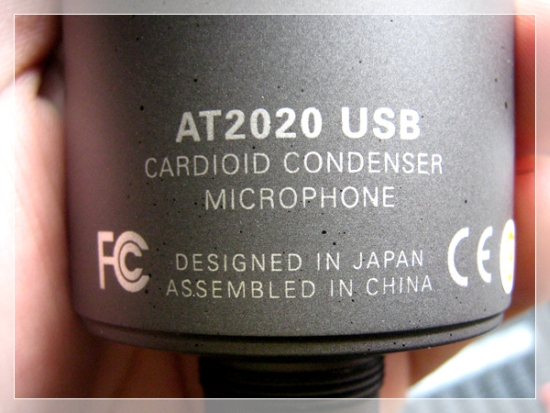 AT2020 USB
CARDIOID CONDENSER
MICROPHONE
FC
DESIGNED IN JAPAN
ASSEMBLED IN CHINA
CE